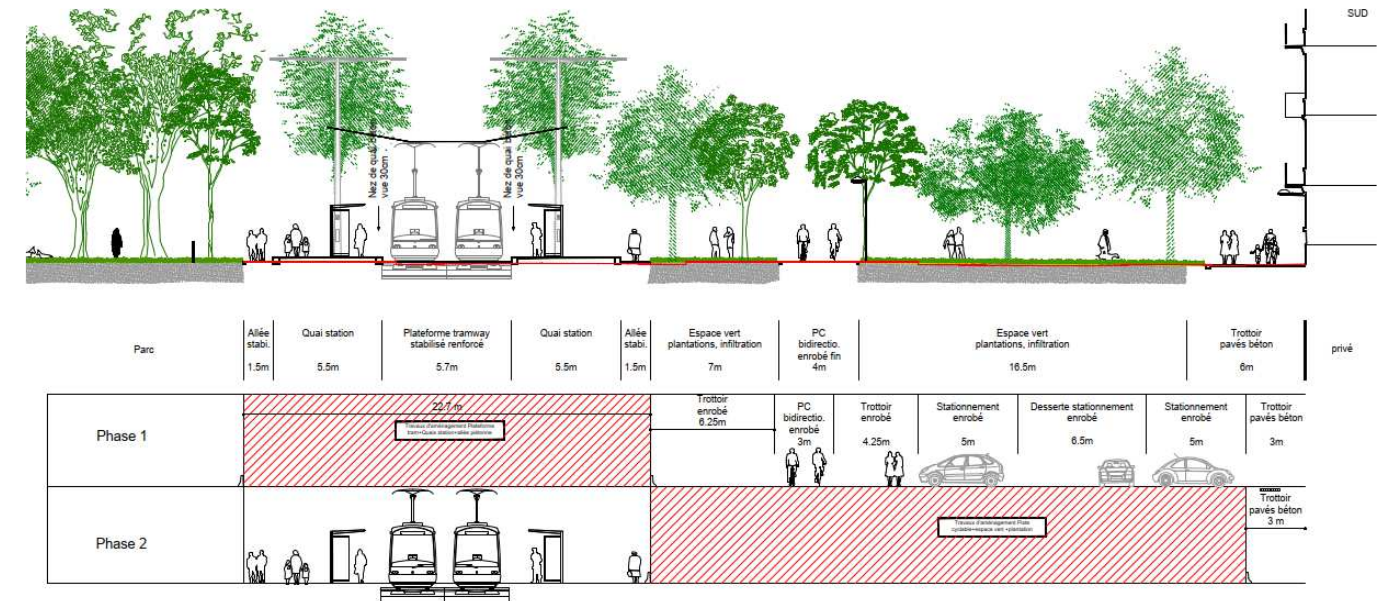 SUD
Nez de quai
vue 30cm
Nez de quai
vue 30cm
Parc
Allée
stabi.
1.5m
Quai station
5.5m
Plateforme tramway
stabilisé renforcé
5.7m
Quai station
5.5m
Allée
stabi.
1.5m
Espace vert
plantations, infiltration
7m
PC
bidirectio.
enrobé fin
4m
Espace vert
plantations, infiltration
16.5m
Trottoir
pavés béton
6m
privé
Phase 1
22.7 m
Travaux d'aménagement Plateforme
tram+Quais station+allée piétonne
Trottoir
enrobé
6.25m
PC
bidirectio.
enrobé
3m
Trottoir
enrobé
4.25m
Stationnement
enrobé
5m
Desserte stationnement
enrobé
6.5m
Stationnement
enrobé
5m
Trottoir
pavés béton
3m
Phase 2
Travaux d'aménagement Piste
cyclable+espace vert +plantation
Trottoir
pavés béton
3 m